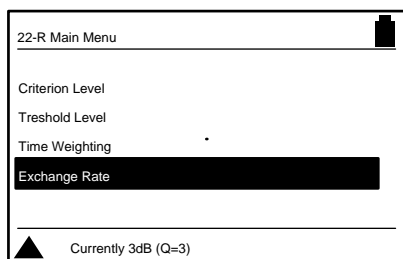 22-R Main Menu
Criterion Level
Treshold Level
Time Weighting
Exchange Rate
Currently 3dB (Q=3)